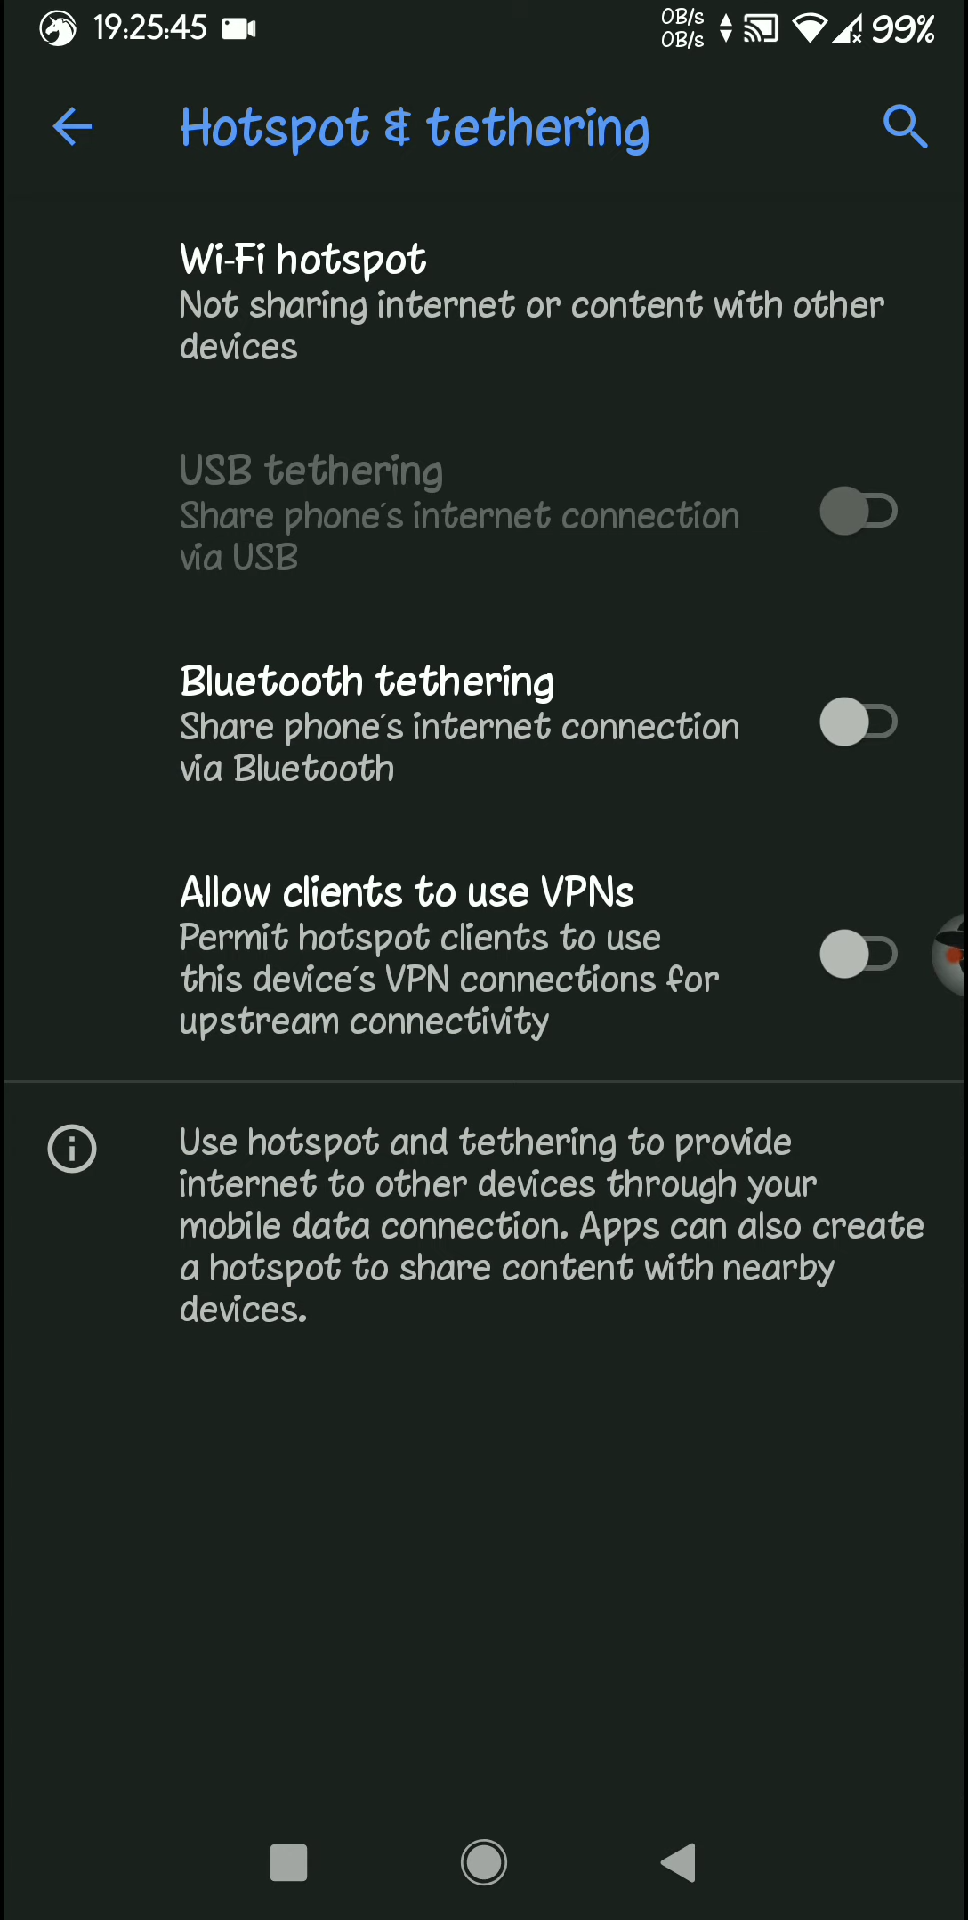 19:25:45 0B/s 0B/s 99%
Hotspot & tethering
Wi-Fi hotspot
Not sharing internet or content with other
devices
USB tethering
Share phone's internet connection
via USB
Bluetooth tethering
Share phone's internet connection
via Bluetooth
Allow clients to use VPNs
Permit hotspot clients to use
this device's VPN connections for
upstream connectivity
Use hotspot and tethering to provide
internet to other devices through your
mobile data connection. Apps can also create
a hotspot to share content with nearby
devices.